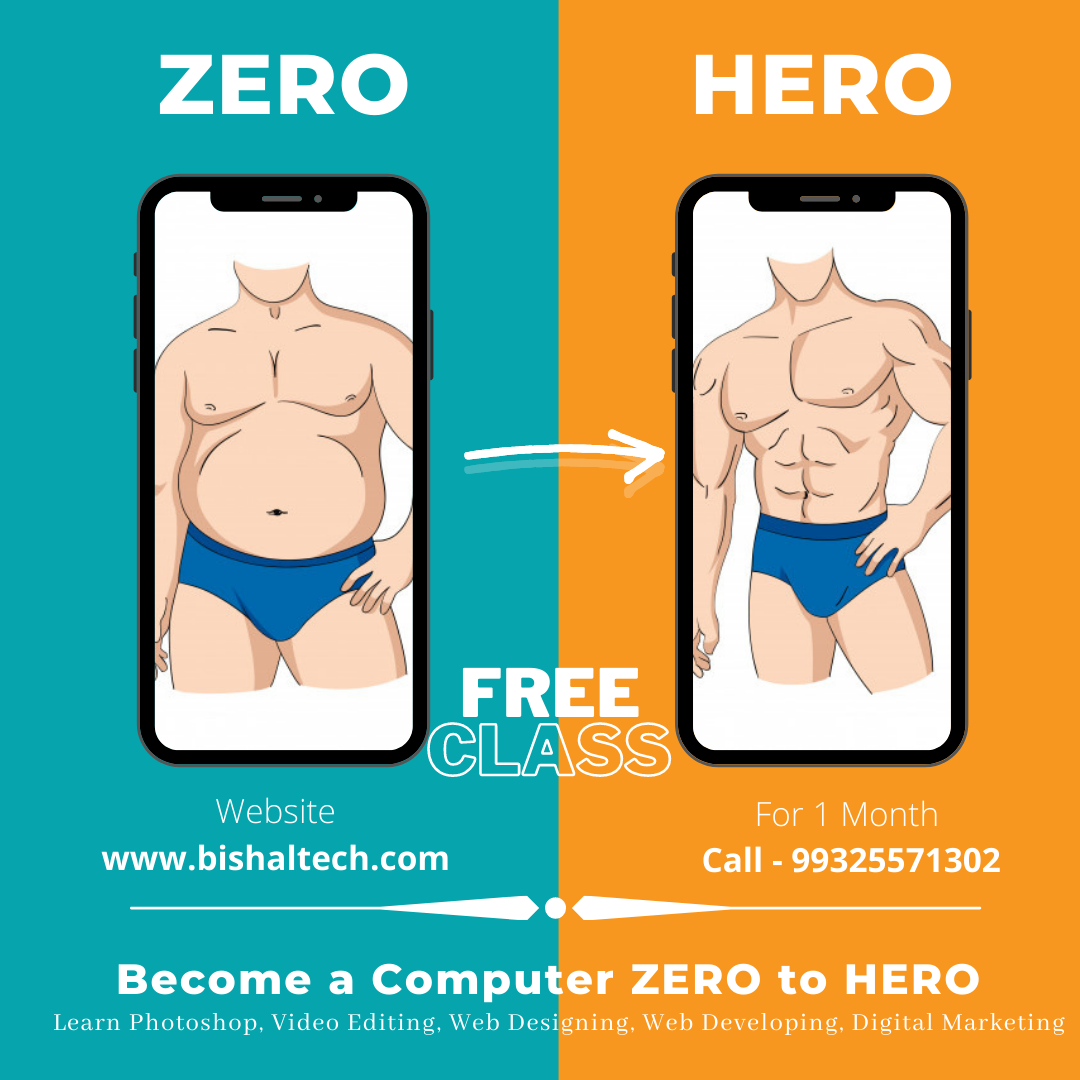 ZERO
HERO
FREE
CLASS
Website
www.bishaltech.com
For 1 Month
Call - 99325571302
Become a Computer ZERO to HERO
Learn Photoshop, Video Editing, Web Designing, Web Developing, Digital Marketing